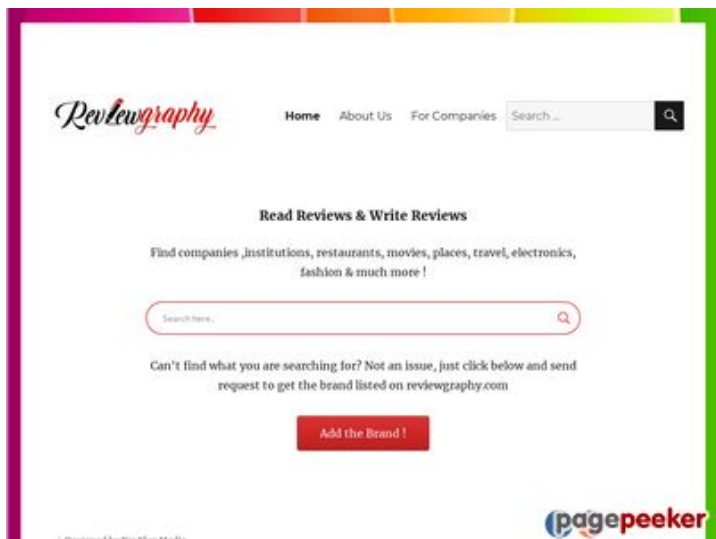 Reviewgraphy
Home About Us For Companies Search ...
Read Reviews & Write Reviews
Find companies ,institutions, restaurants, movies, places, travel, electronics,
fashion & much more !
Search here..
Can't find what you are searching for? Not an issue, just click below and send
request to get the brand listed on reviewgraphy.com
Add the Brand !
pagepeeker